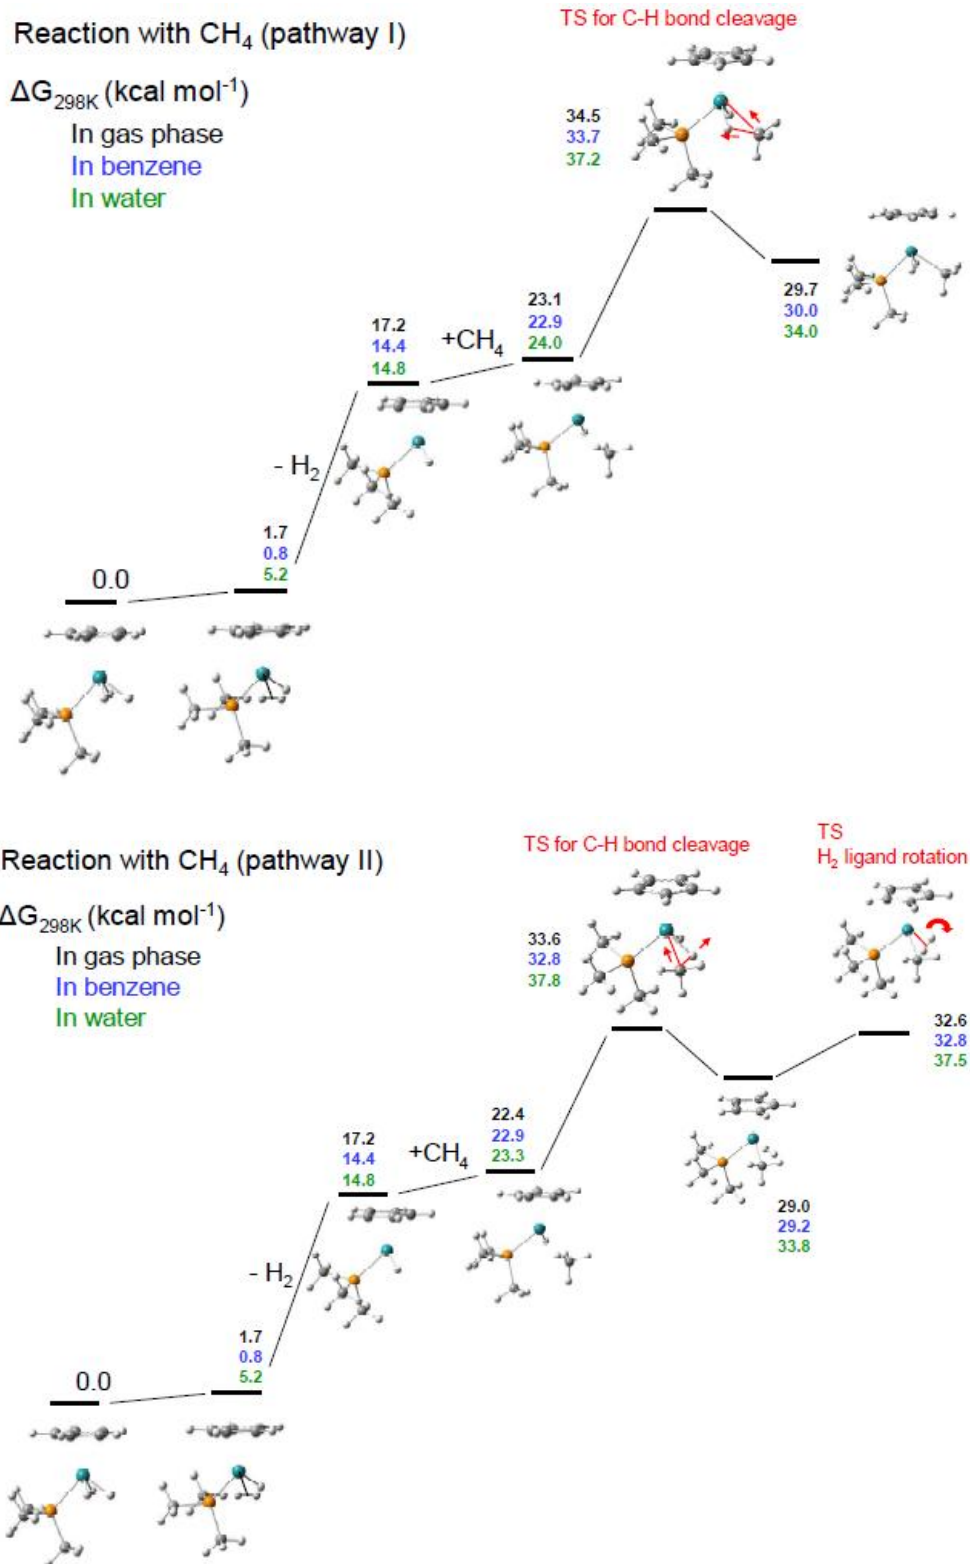 TS for C-H bond cleavage
Reaction with CH₄ (pathway I)
ΔG₂₉₈K (kcal mol⁻¹)
In gas phase
In benzene
In water
34.5
33.7
37.2
29.7
30.0
34.0
23.1
22.9
24.0
+CH₄
17.2
14.4
14.8
- H₂
1.7
0.8
5.2
0.0
TS for C-H bond cleavage
TS
H₂ ligand rotation
Reaction with CH₄ (pathway II)
ΔG₂₉₈K (kcal mol⁻¹)
In gas phase
In benzene
In water
33.6
32.8
37.8
32.6
32.8
37.5
22.4
22.9
23.3
+CH₄
17.2
14.4
14.8
29.0
29.2
33.8
- H₂
1.7
0.8
5.2
0.0